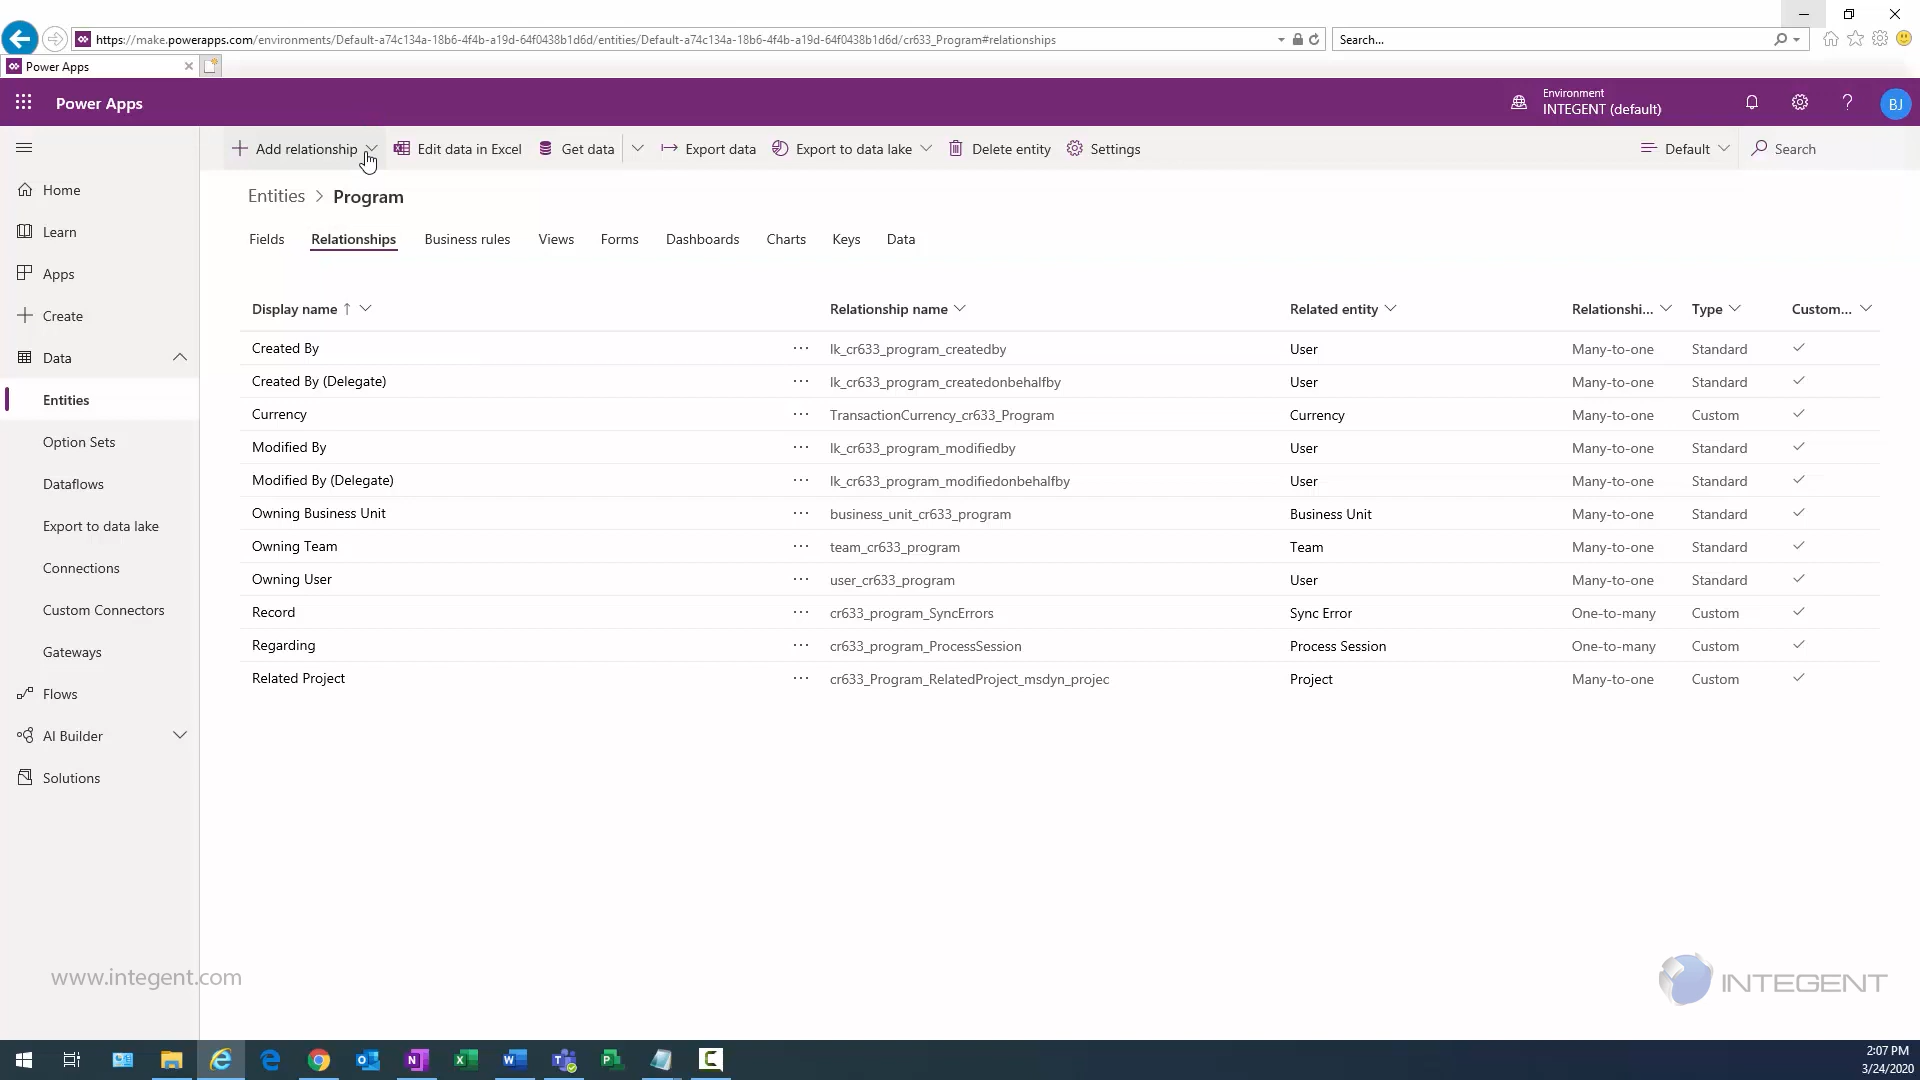 https://make.powerapps.com/environments/Default-a74c134a-18b6-4f4b-a19d-64f0438b1d6d/entities/Default-a74c134a-18b6-4f4b-a19d-64f0438b1d6d/cr633_Program#relationships
Search...
Power Apps
Power Apps
Environment
INTEGENT (default)
BJ
Add relationship
Edit data in Excel
Get data
Export data
Export to data lake
Delete entity
Settings
Default
Search
Home
Learn
Apps
Create
Data
Entities
Option Sets
Dataflows
Export to data lake
Connections
Custom Connectors
Gateways
Flows
AI Builder
Solutions
Entities > Program
Fields Relationships Business rules Views Forms Dashboards Charts Keys Data
Display name ↑ Relationship name Related entity Relationshi... Type Custom...
Created By ... lk_cr633_program_createdby User Many-to-one Standard
Created By (Delegate) ... lk_cr633_program_createdonbehalfby User Many-to-one Standard
Currency ... TransactionCurrency_cr633_Program Currency Many-to-one Custom
Modified By ... lk_cr633_program_modifiedby User Many-to-one Standard
Modified By (Delegate) ... lk_cr633_program_modifiedonbehalfby User Many-to-one Standard
Owning Business Unit ... business_unit_cr633_program Business Unit Many-to-one Standard
Owning Team ... team_cr633_program Team Many-to-one Standard
Owning User ... user_cr633_program User Many-to-one Standard
Record ... cr633_program_SyncErrors Sync Error One-to-many Custom
Regarding ... cr633_program_ProcessSession Process Session One-to-many Custom
Related Project ... cr633_Program_RelatedProject_msdyn_projec Project Many-to-one Custom
www.integent.com
INTEGENT
2:07 PM
3/24/2020